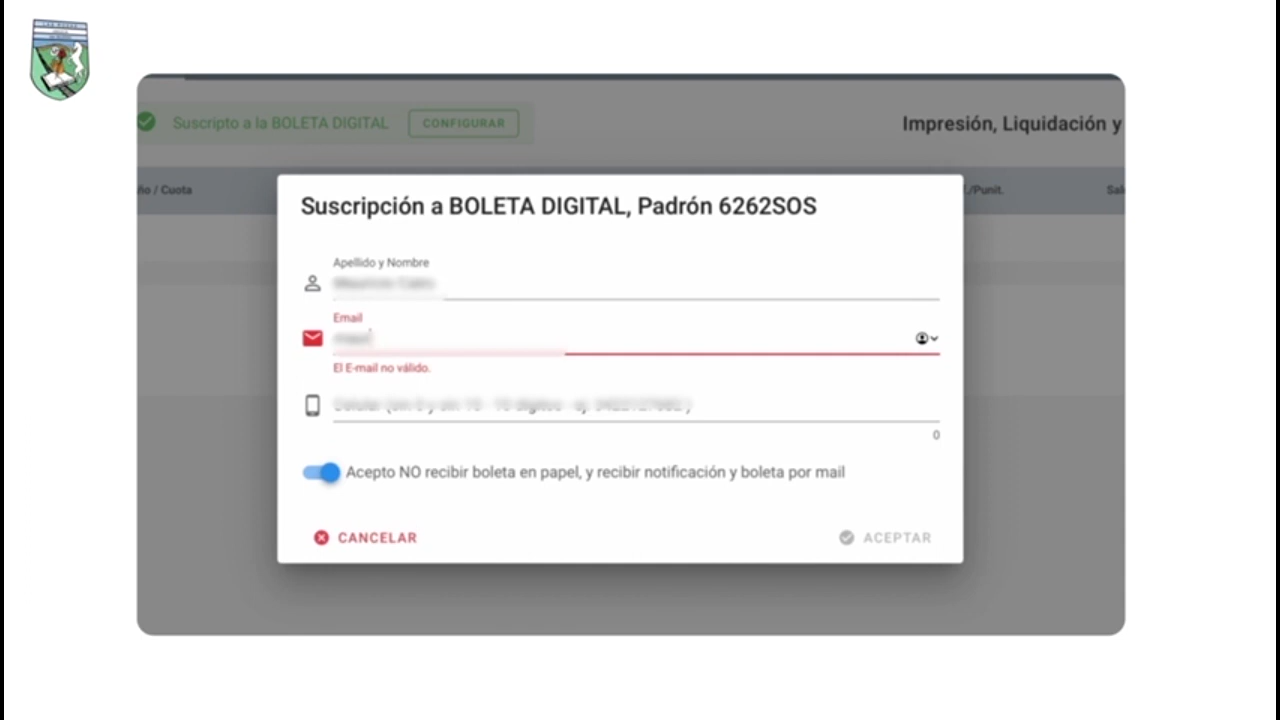 Suscripto a la BOLETA DIGITAL
CONFIGURAR
Impresión, Liquidación y
ño / Cuota
/Punit.
Suscripción a BOLETA DIGITAL, Padrón 6262SOS
Apellido y Nombre
Email
El E-mail no válido.
0
Acepto NO recibir boleta en papel, y recibir notificación y boleta por mail
CANCELAR
ACEPTAR